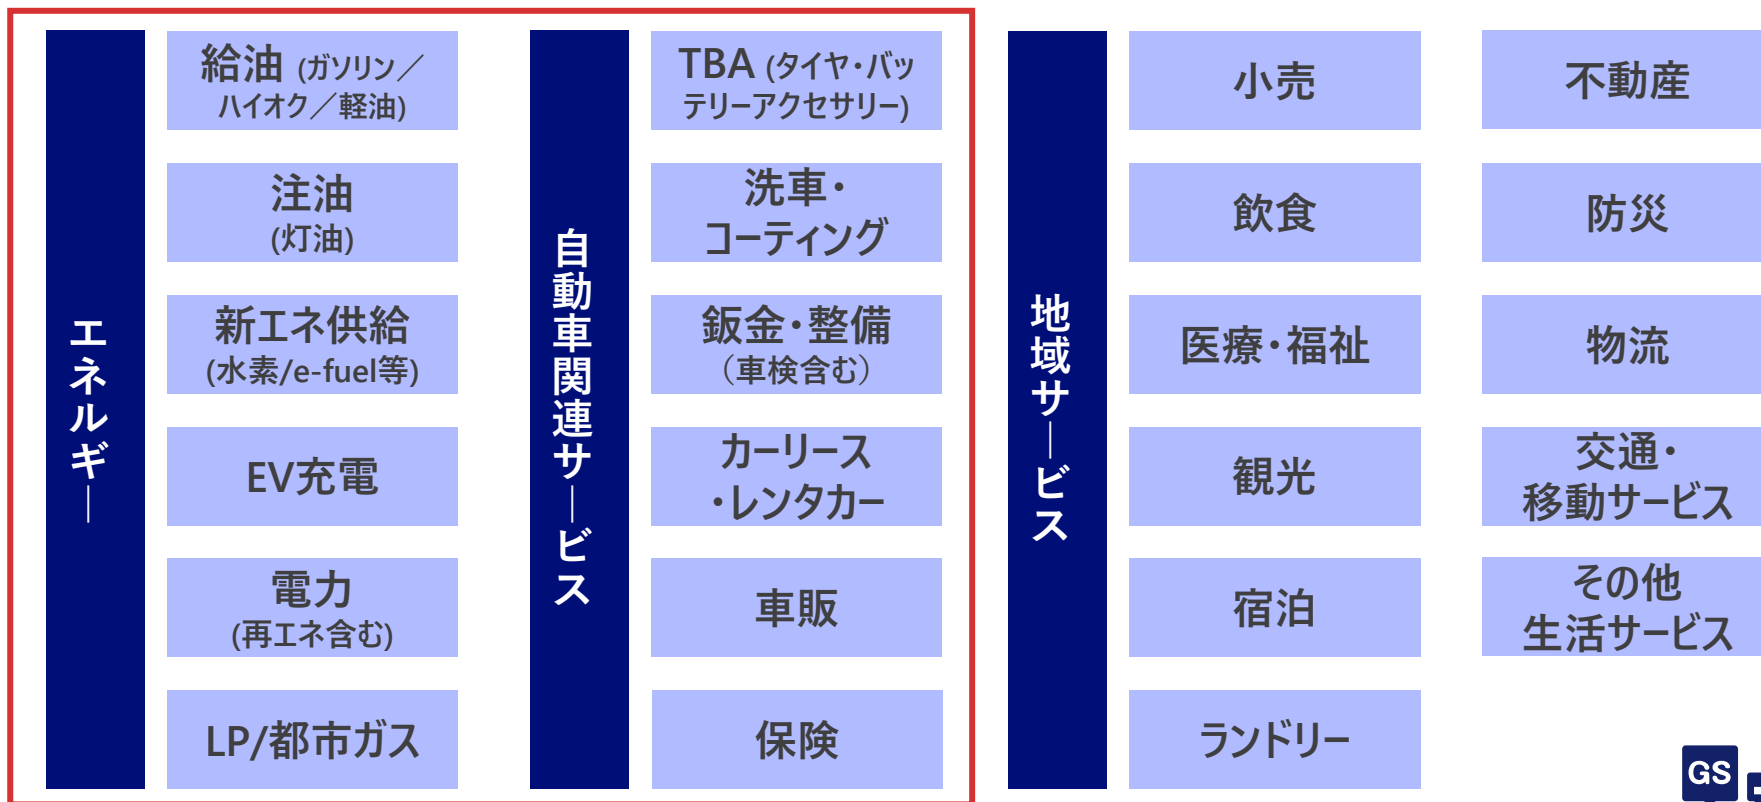 エネルギー
給油 (ガソリン／
ハイオク／軽油)
注油
(灯油)
新エネ供給
(水素/e-fuel等)
EV充電
電力
(再エネ含む)
LP/都市ガス
自動車関連サービス
TBA (タイヤ・バッ
テリーアクセサリー)
洗車・
コーティング
鈑金・整備
（車検含む）
カーリース
・レンタカー
車販
保険
地域サービス
小売
飲食
医療・福祉
観光
宿泊
ランドリー
不動産
防災
物流
交通・
移動サービス
その他
生活サービス
GS